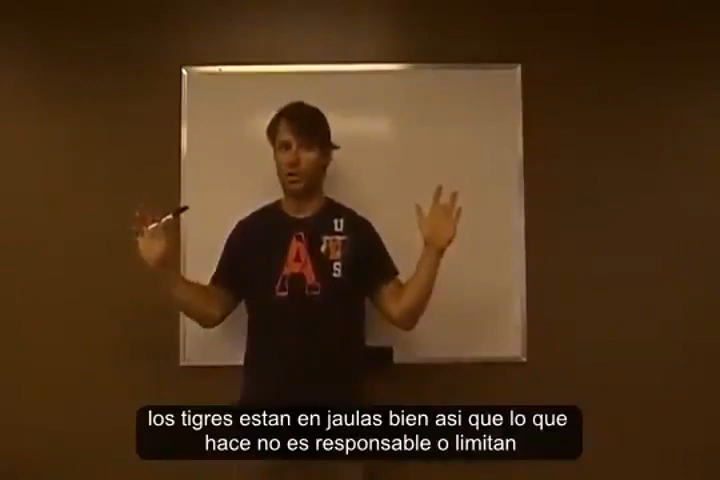 A
U
S
los tigres estan en jaulas bien asi que lo que
hace no es responsable o limitan